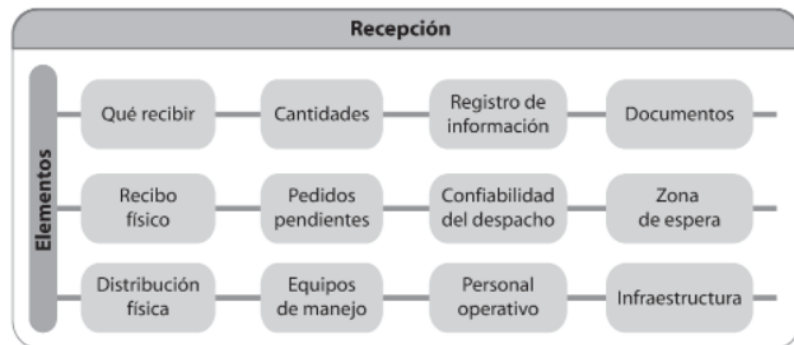 Recepción
Elementos
Qué recibir
Cantidades
Registro de
información
Documentos
Recibo
físico
Pedidos
pendientes
Confiabilidad
del despacho
Zona
de espera
Distribución
física
Equipos
de manejo
Personal
operativo
Infraestructura